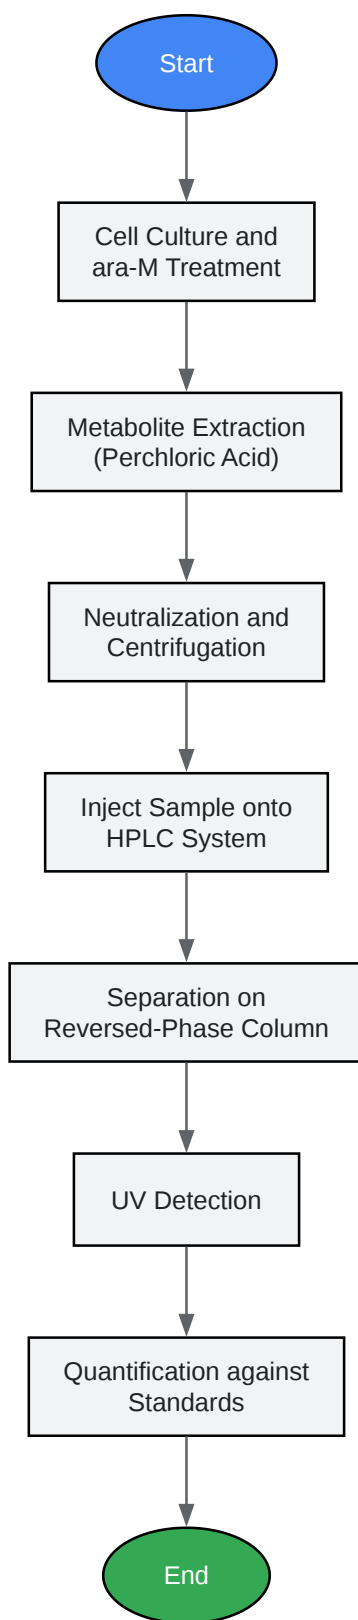 Start
Cell Culture and
ara-M Treatment
Metabolite Extraction
(Perchloric Acid)
Neutralization and
Centrifugation
Inject Sample onto
HPLC System
Separation on
Reversed-Phase Column
UV Detection
Quantification against
Standards
End